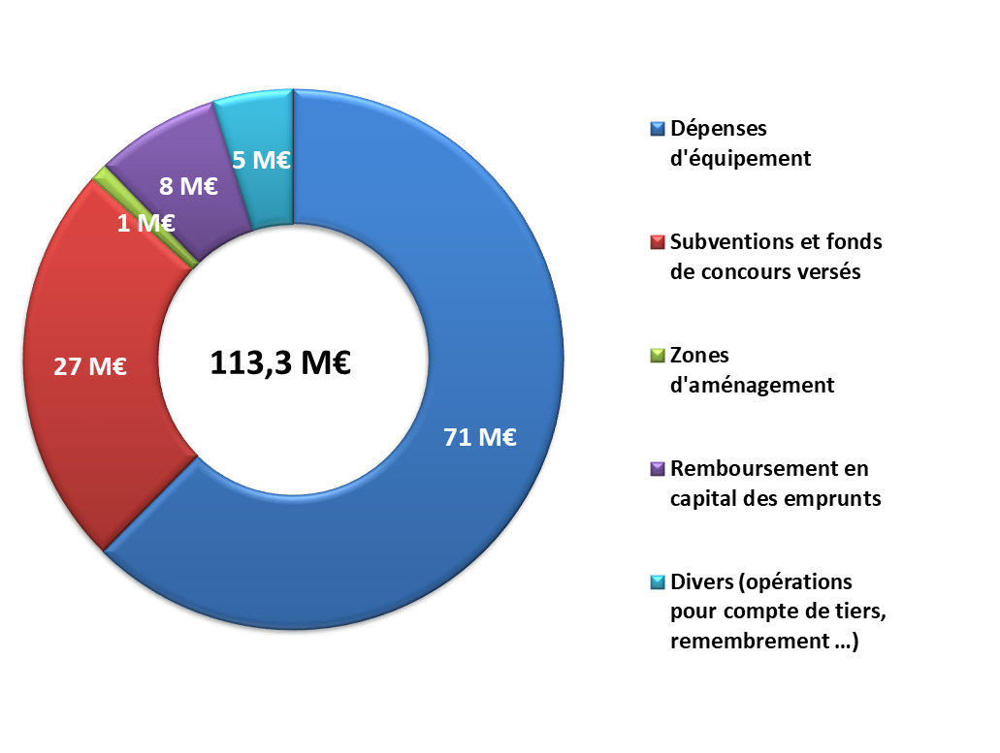 5 M€
8 M€
1 M€
27 M€
113,3 M€
71 M€
Dépenses
d'équipement
Subventions et fonds
de concours versés
Zones
d'aménagement
Remboursement en
capital des emprunts
Divers (opérations
pour compte de tiers,
remembrement ...)